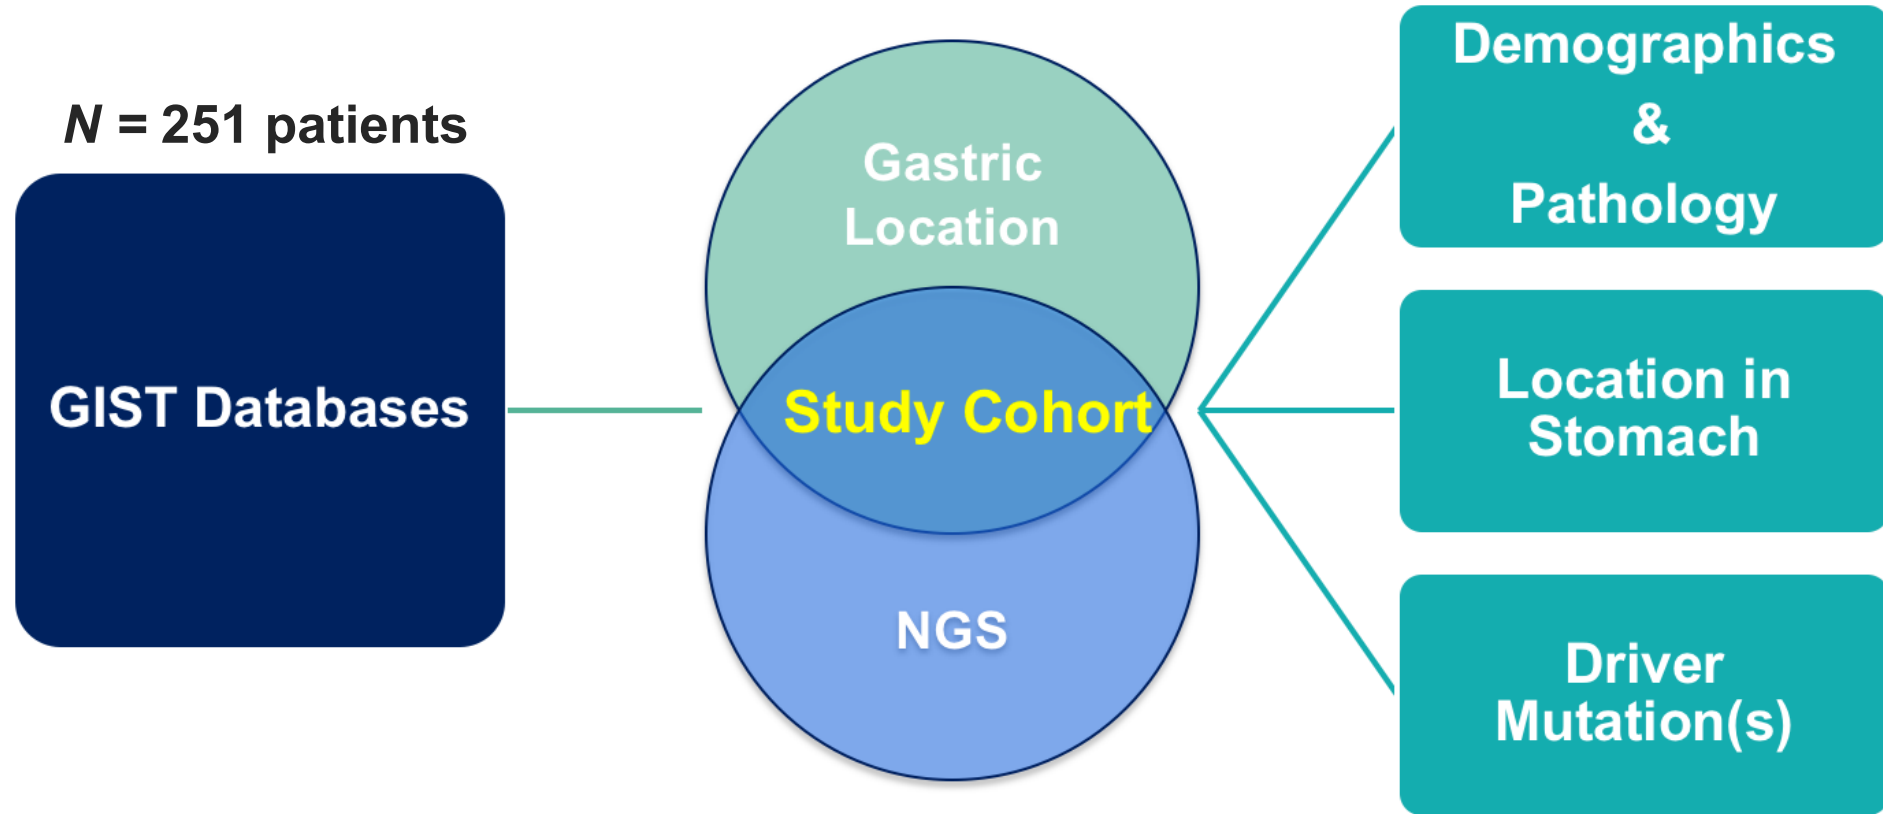 N = 251 patients
GIST Databases
Gastric
Location
Study Cohort
NGS
Demographics
&
Pathology
Location in
Stomach
Driver
Mutation(s)